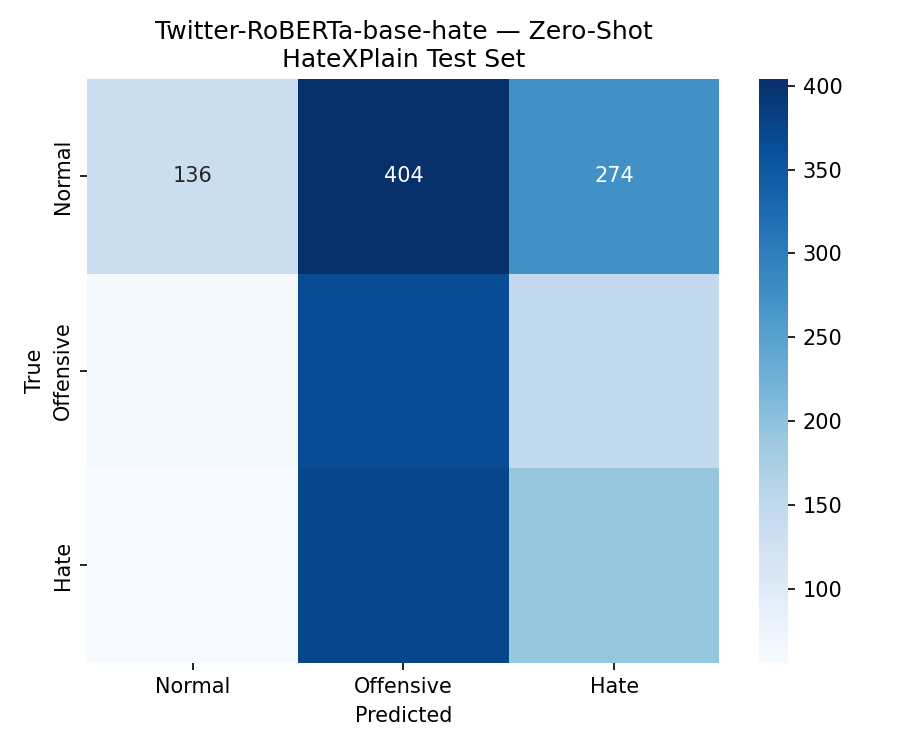 Twitter-RoBERTa-base-hate — Zero-Shot
HateXPlain Test Set
True
Normal
136
404
274
Offensive
Hate
Normal
Offensive
Hate
Predicted
400
350
300
250
200
150
100